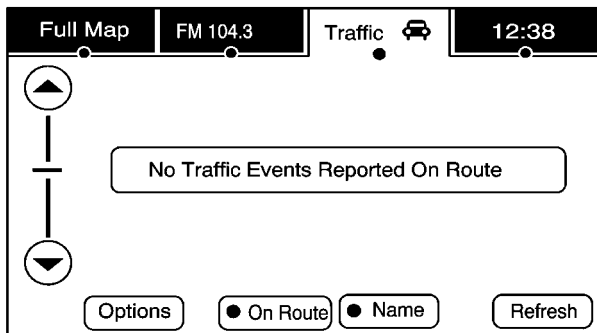 Full Map FM 104.3 Traffic 12:38
No Traffic Events Reported On Route
Options On Route Name Refresh